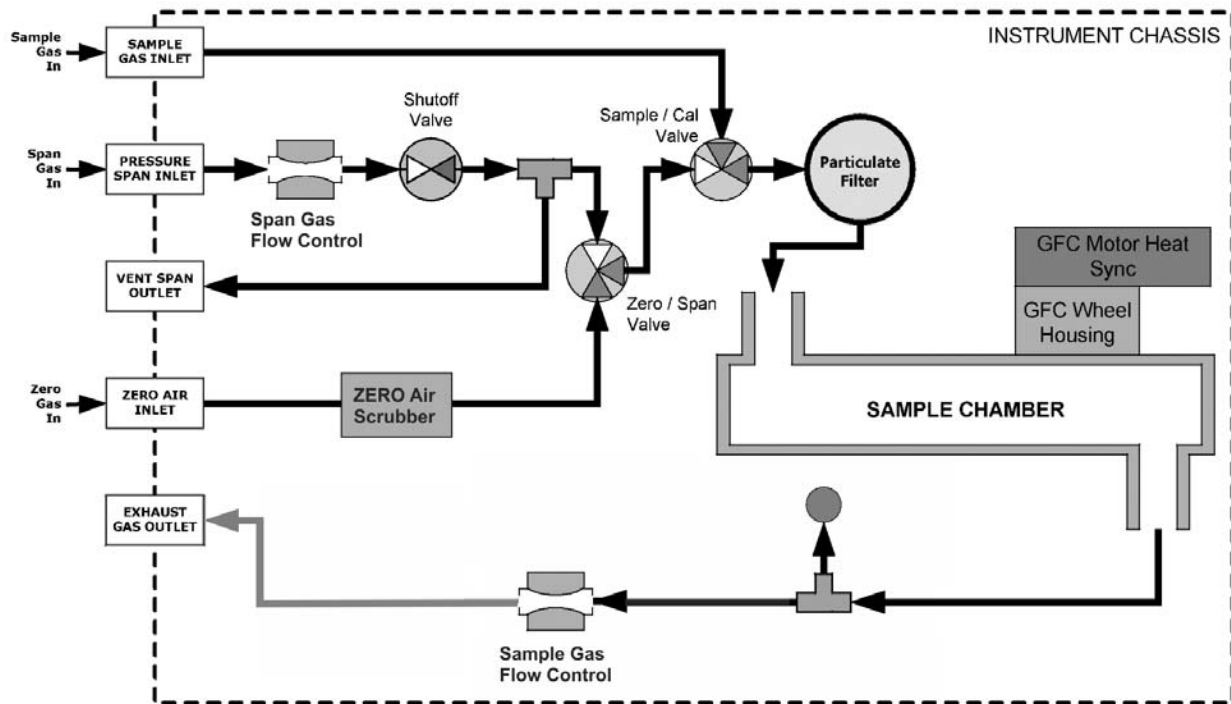 INSTRUMENT CHASSIS
Sample
Gas
In
SAMPLE
GAS INLET
Shutoff
Valve
Sample / Cal
Valve
Span
Gas
In
PRESSURE
SPAN INLET
Particulate
Filter
Span Gas
Flow Control
GFC Motor Heat
Sync
VENT SPAN
OUTLET
Zero / Span
Valve
GFC Wheel
Housing
Zero
Gas
In
ZERO AIR
INLET
ZERO Air
Scrubber
SAMPLE CHAMBER
EXHAUST
GAS OUTLET
Sample Gas
Flow Control